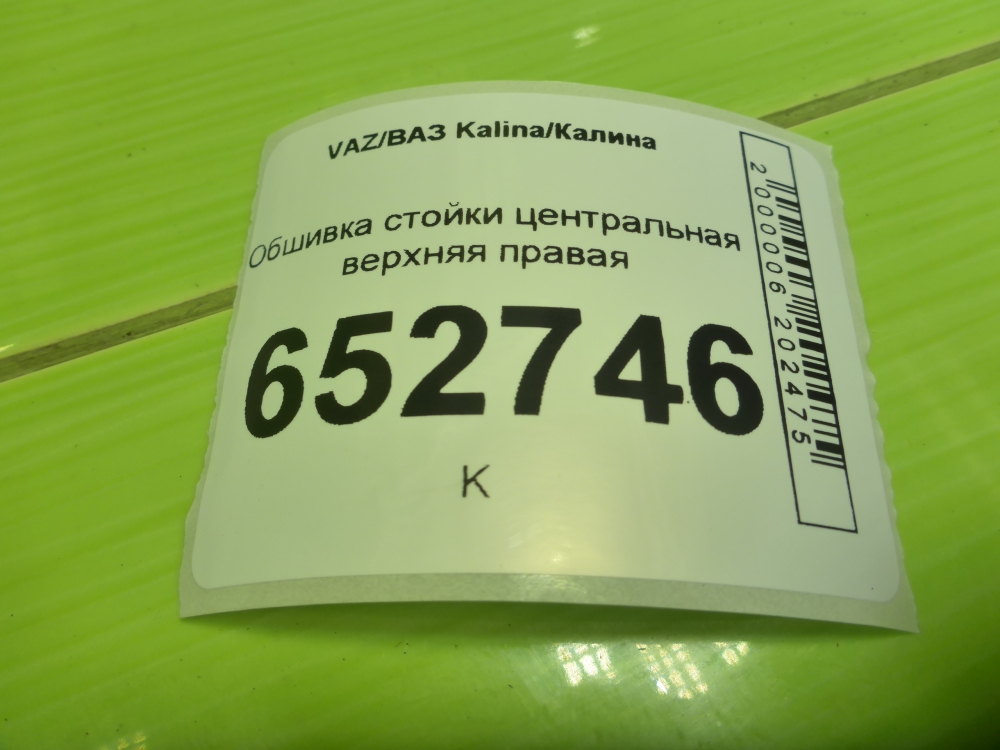 VAZ/ВАЗ Kalina/Калина
Обшивка стойки центральная
верхняя правая
652746
К
2000006202475